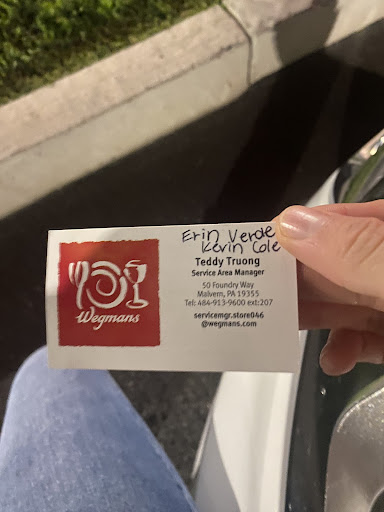 Erin Verde
Kevin Cole
Teddy Truong
Service Area Manager
50 Foundry Way
Malvern, PA 19355
Tel: 484-913-9600 ext:207
servicemgr.store046
@wegmans.com
Wegmans